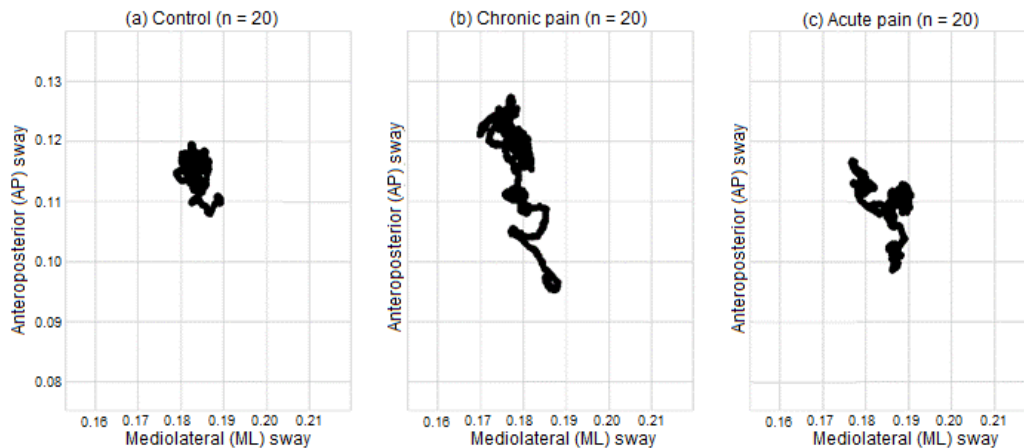 (a) Control (n = 20)
(b) Chronic pain (n = 20)
(c) Acute pain (n = 20)
Anteroposterior (AP) sway
0.13
0.12
0.11
0.10
0.09
0.08
Anteroposterior (AP) sway
Anteroposterior (AP) sway
0.16 0.17 0.18 0.19 0.20 0.21
0.16 0.17 0.18 0.19 0.20 0.21
0.16 0.17 0.18 0.19 0.20 0.21
Mediolateral (ML) sway
Mediolateral (ML) sway
Mediolateral (ML) sway